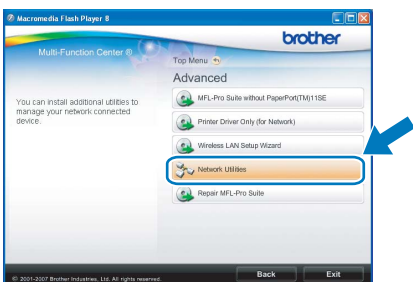 Macromedia Flash Player 8
brother
Multi-Function Center ®
Top Menu
Advanced
You can install additional utilities to
manage your network connected
device.
MFL-Pro Suite without PaperPort(TM)11SE
Printer Driver Only (for Network)
Wireless LAN Setup Wizard
Network Utilities
Repair MFL-Pro Suite
Back
Exit
© 2001-2007 Brother Industries, Ltd. All rights reserved.